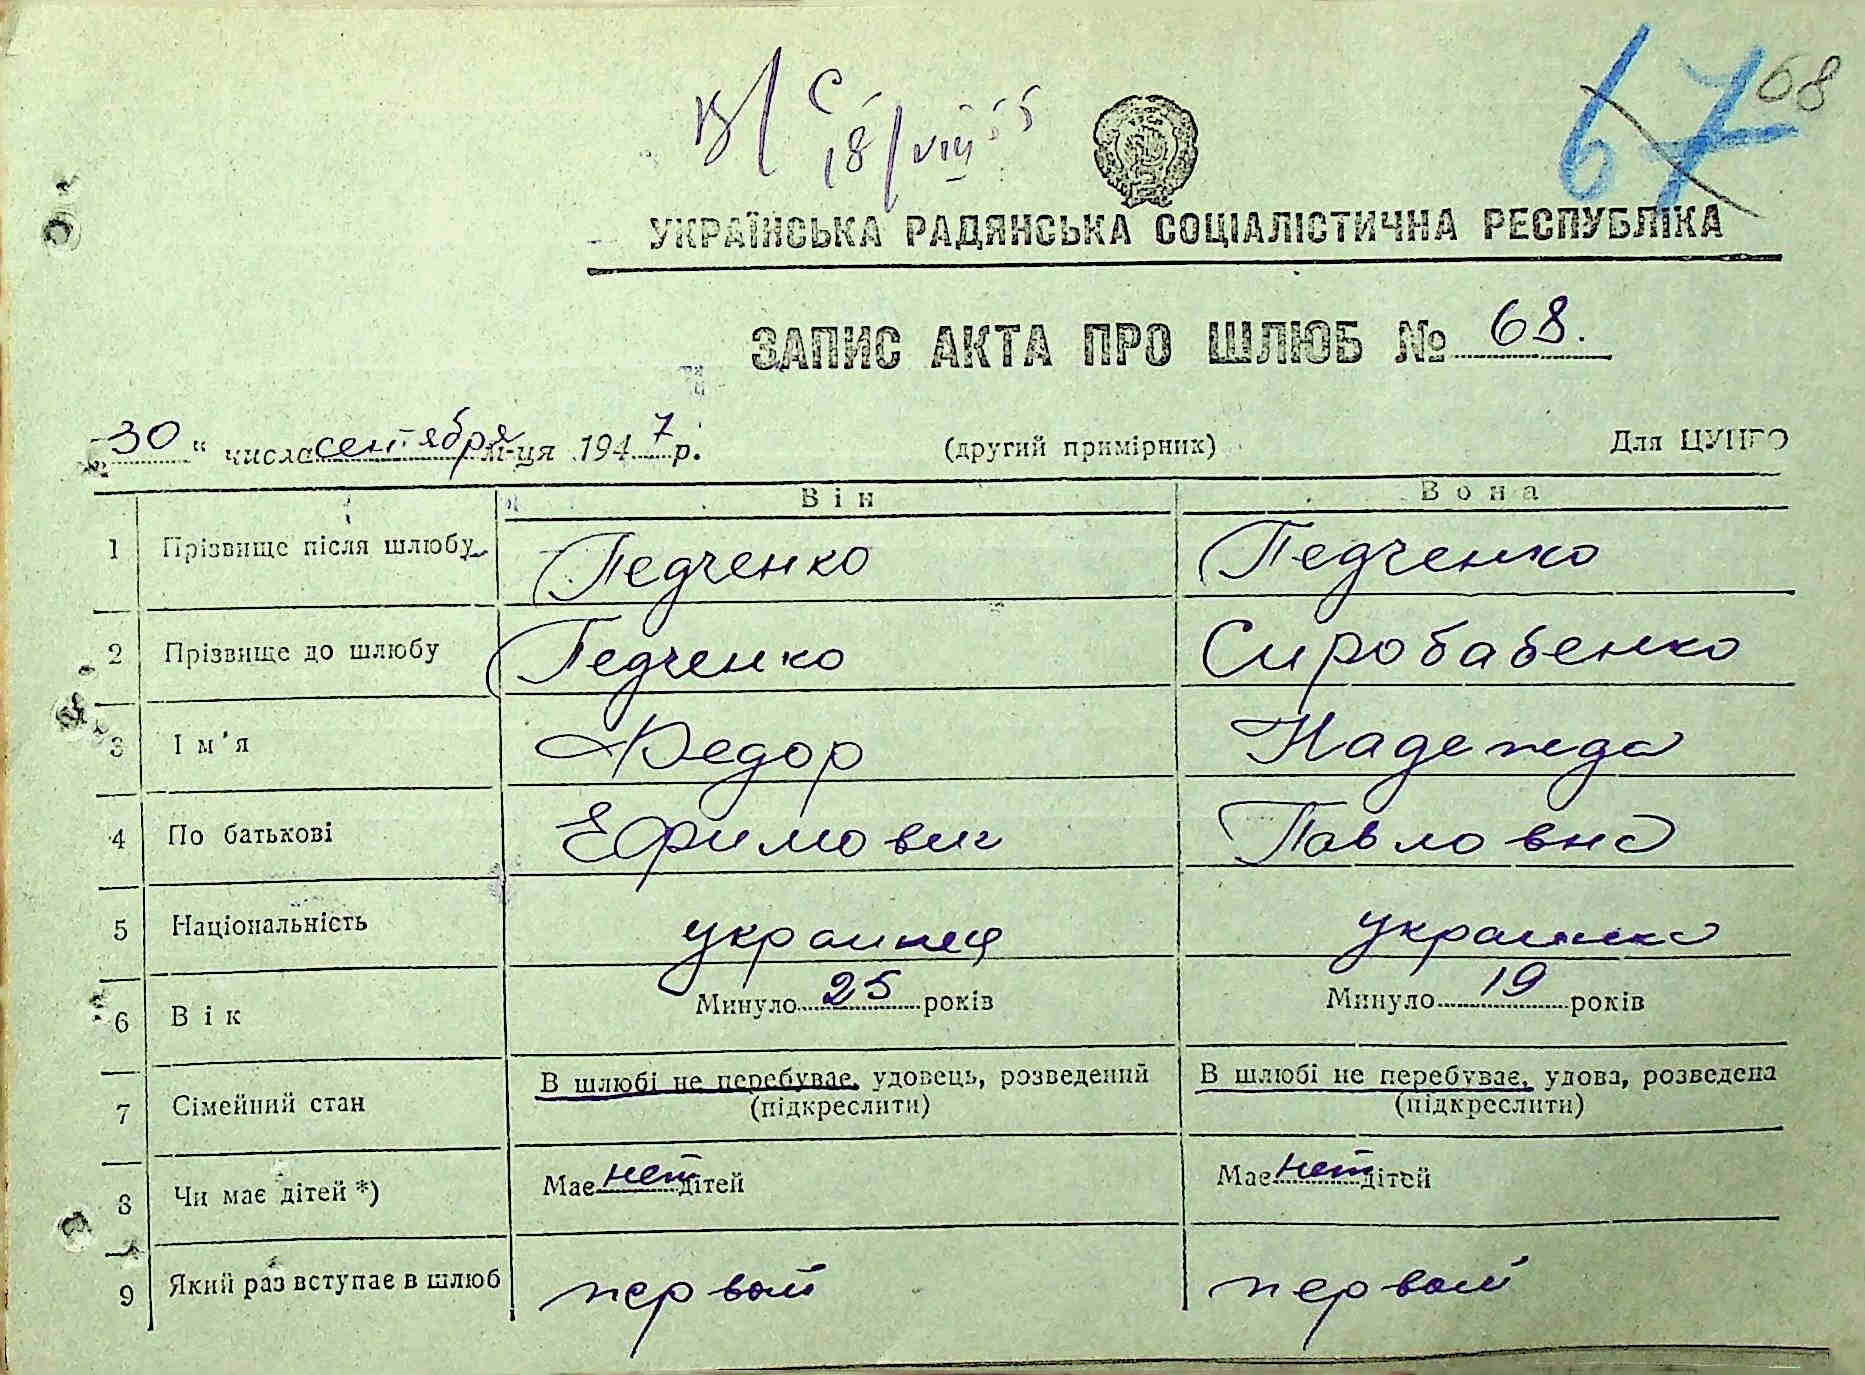 В/ С
18/VIII 55
67 68
УКРАЇНСЬКА РАДЯНСЬКА СОЦІАЛІСТИЧНА РЕСПУБЛІКА
ЗАПИС АКТА ПРО ШЛЮБ № 68.
30 " числа сентября м-ця 1947 р. (другий примірник) Для ЦУНГО
Він Вона
1 Прізвище після шлюбу Педченко Педченко
2 Прізвище до шлюбу Педченко Сиробабенко
3 Ім'я Федор Надежда
4 По батькові Ефимович Павловна
5 Національність украинец украинка
6 Вік Минуло 25 років Минуло 19 років
7 Сімейний стан В шлюбі не перебуває, удовець, розведений В шлюбі не перебуває, удова, розведена
(підкреслити) (підкреслити)
8 Чи має дітей *) Має нет дітей Має нет дітей
9 Який раз вступає в шлюб первый первый